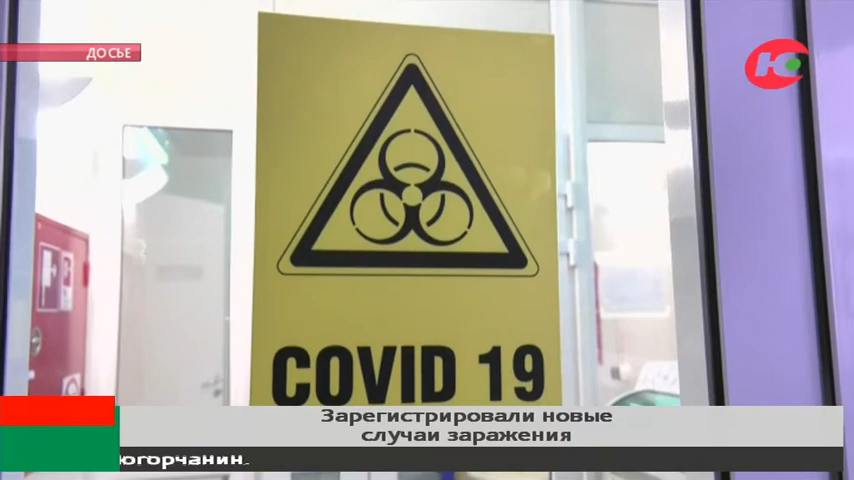 ДОСЬЕ
Ю
COVID 19
Зарегистрировали новые
случаи заражения
югорчанин.